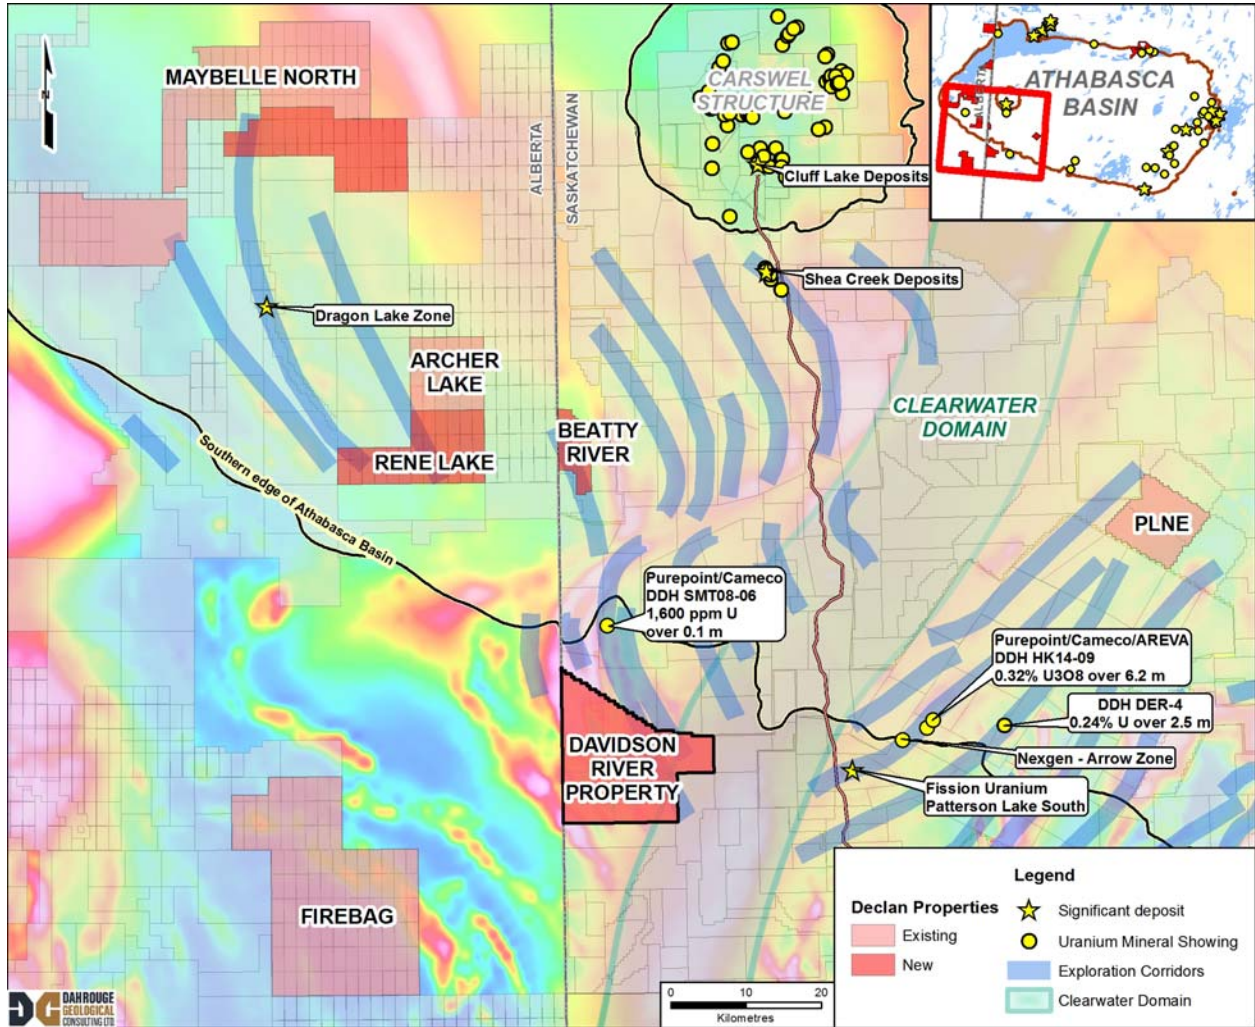 MAYBELLE NORTH
N
CARSWEL
STRUCTURE
ALBERTA
SASKATCHEWAN
ALBERTA
ATHABASCA
BASIN
Cluff Lake Deposits
Shea Creek Deposits
Dragon Lake Zone
ARCHER
LAKE
RENE LAKE
BEATTY
RIVER
CLEARWATER
DOMAIN
PLNE
Southern edge of Athabasca Basin
Purepoint/Cameco
DDH SMT08-06
1,600 ppm U
over 0.1 m
Purepoint/Cameco/AREVA
DDH HK14-09
0.32% U3O8 over 6.2 m
DDH DER-4
0.24% U over 2.5 m
Nexgen - Arrow Zone
Fission Uranium
Patterson Lake South
DAVIDSON
RIVER
PROPERTY
FIREBAG
Legend
Declan Properties
Existing
New
Significant deposit
Uranium Mineral Showing
Exploration Corridors
Clearwater Domain
0 10 20
Kilometres
DG DAHROUGE
GEOLOGICAL
CONSULTING LTD